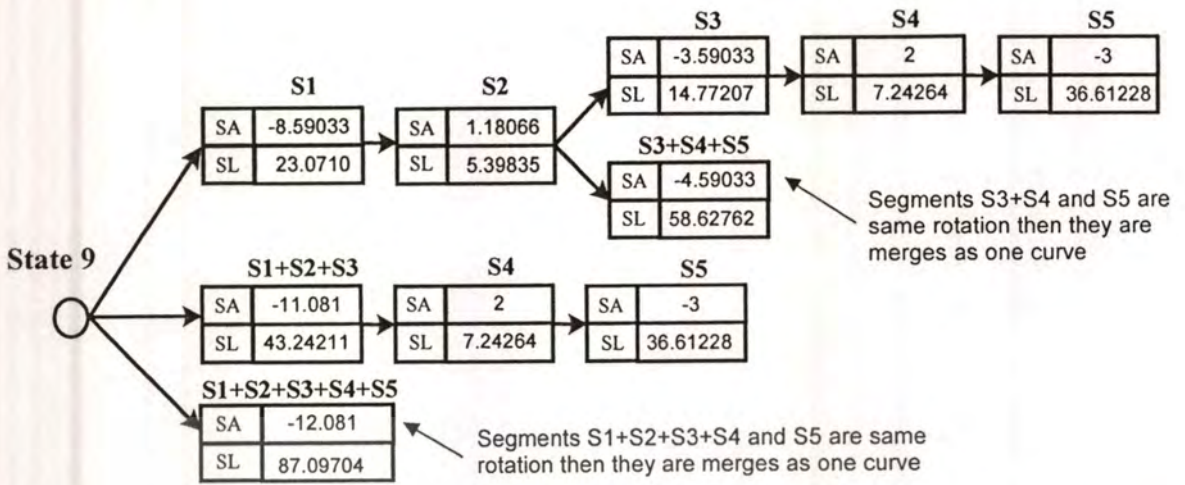 S3 S4 S5
SA -3.59033 SA 2 SA -3
SL 14.77207 SL 7.24264 SL 36.61228
S1 S2
SA -8.59033 SA 1.18066
SL 23.0710 SL 5.39835
S3+S4+S5
SA -4.59033
SL 58.62762
Segments S3+S4 and S5 are
same rotation then they are
merges as one curve
State 9
S1+S2+S3 S4 S5
SA -11.081 SA 2 SA -3
SL 43.24211 SL 7.24264 SL 36.61228
S1+S2+S3+S4+S5
SA -12.081
SL 87.09704
Segments S1+S2+S3+S4 and S5 are same
rotation then they are merges as one curve